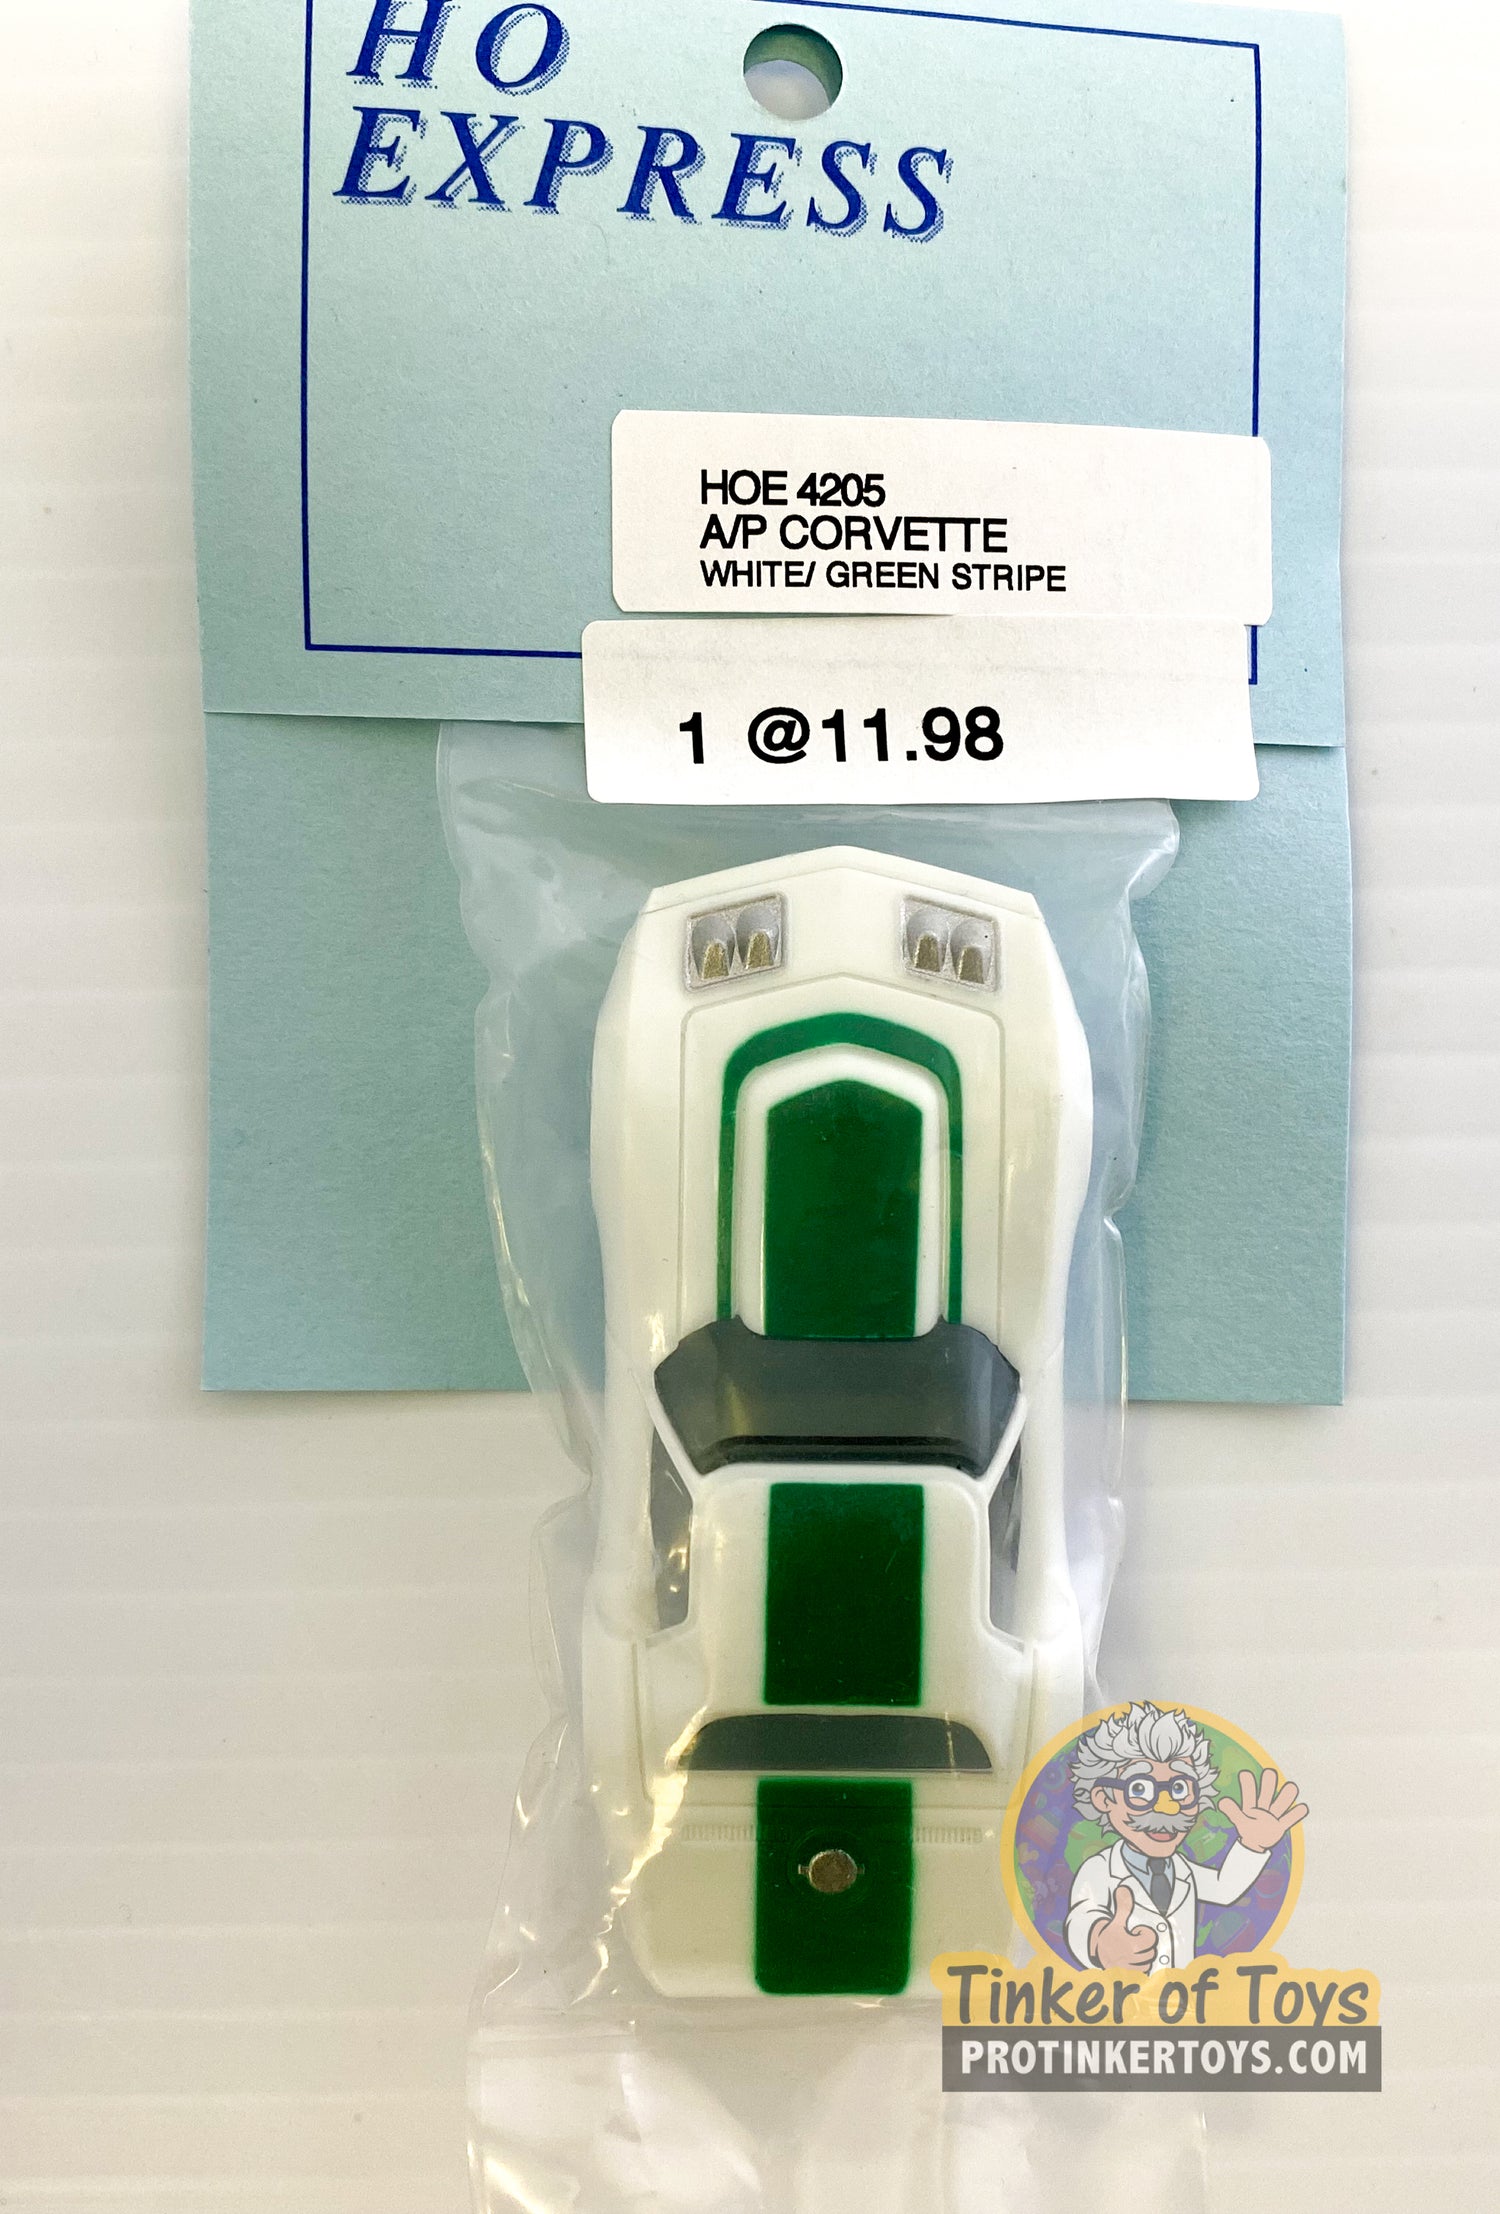 HO
EXPRESS
HOE 4205
A/P CORVETTE
WHITE/ GREEN STRIPE
1 @11.98
Tinker of Toys
PROTINKERTOYS.COM